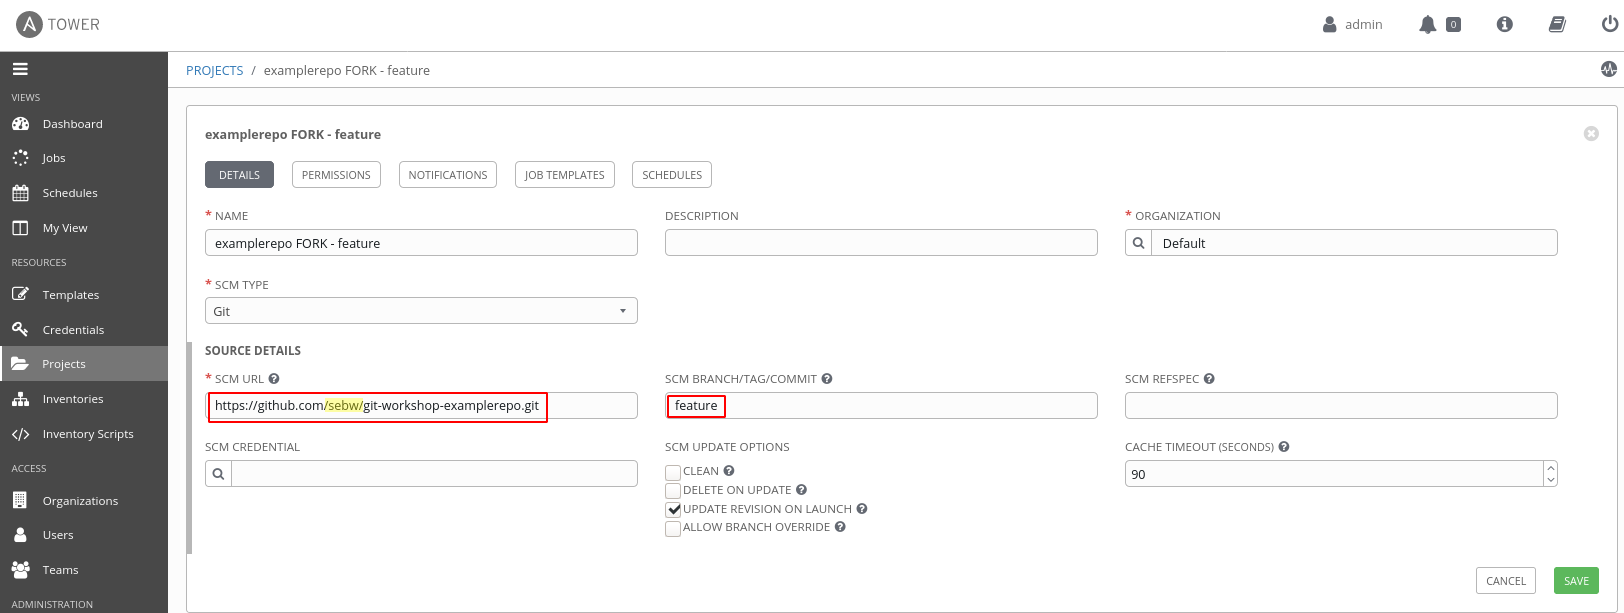 TOWER
admin
0
VIEWS
Dashboard
Jobs
Schedules
My View
RESOURCES
Templates
Credentials
Projects
Inventories
Inventory Scripts
ACCESS
Organizations
Users
Teams
ADMINISTRATION
PROJECTS / examplerepo FORK - feature
examplerepo FORK - feature
DETAILS PERMISSIONS NOTIFICATIONS JOB TEMPLATES SCHEDULES
* NAME
examplerepo FORK - feature
DESCRIPTION
* ORGANIZATION
Default
* SCM TYPE
Git
SOURCE DETAILS
* SCM URL
https://github.com/sebw/git-workshop-examplerepo.git
SCM BRANCH/TAG/COMMIT
feature
SCM REFSPEC
SCM CREDENTIAL
SCM UPDATE OPTIONS
CLEAN
DELETE ON UPDATE
UPDATE REVISION ON LAUNCH
ALLOW BRANCH OVERRIDE
CACHE TIMEOUT (SECONDS)
90
CANCEL SAVE